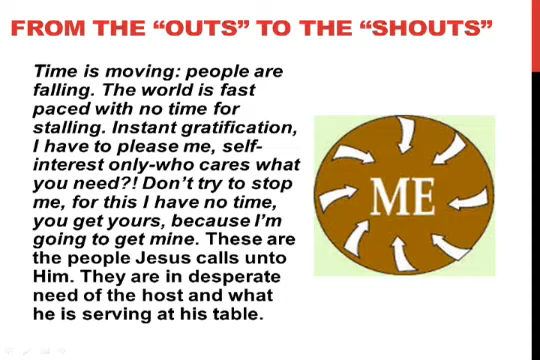 FROM THE “OUTS” TO THE “SHOUTS”
Time is moving: people are
falling. The world is fast
paced with no time for
stalling. Instant gratification,
I have to please me, self-
interest only-who cares what
you need?! Don’t try to stop
me, for this I have no time,
you get yours, because I’m
going to get mine. These are
the people Jesus calls unto
Him. They are in desperate
need of the host and what
he is serving at his table.
ME